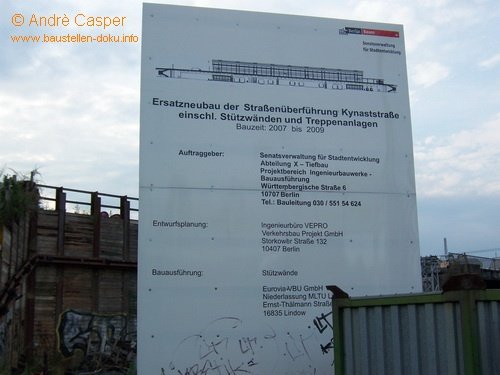 © Andrè Casper
www.baustellen-doku.info
Senatsverwaltung
für Stadtentwicklung
Ersatzneubau der Straßenüberführung Kynaststraße
einschl. Stützwänden und Treppenanlagen
Bauzeit: 2007 bis 2009
Auftraggeber:
Senatsverwaltung für Stadtentwicklung
Abteilung X – Tiefbau
Projektbereich Ingenieurbauwerke -
Bauausführung
Württembergische Straße 6
10707 Berlin
Tel.: Bauleitung 030 / 551 54 624
Entwurfsplanung:
Ingenieurbüro VEPRO
Verkehrsbau Projekt GmbH
Storkower Straße 132
10407 Berlin
Bauausführung:
Stützwände
GmbH
Niederlassung MLTU
Ernst-Thälmann Straße
16835 Lindow